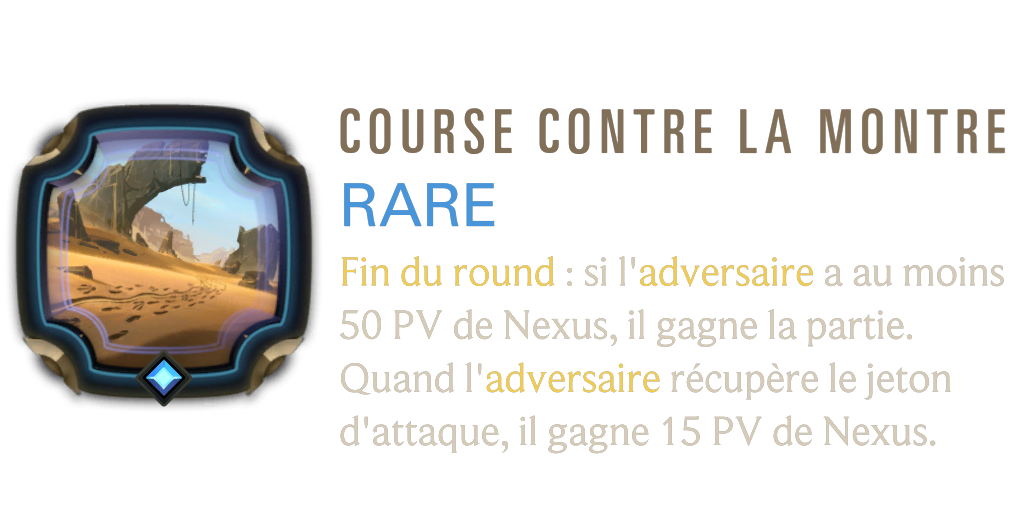 COURSE CONTRE LA MONTRE
RARE
Fin du round : si l'adversaire a au moins
50 PV de Nexus, il gagne la partie.
Quand l'adversaire récupère le jeton
d'attaque, il gagne 15 PV de Nexus.